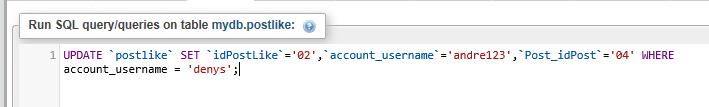 Run SQL query/queries on table mydb.postlike:
1 UPDATE `postlike` SET `idPostLike`='02',`account_username`='andre123',`Post_idPost`='04' WHERE
account_username = 'denys';